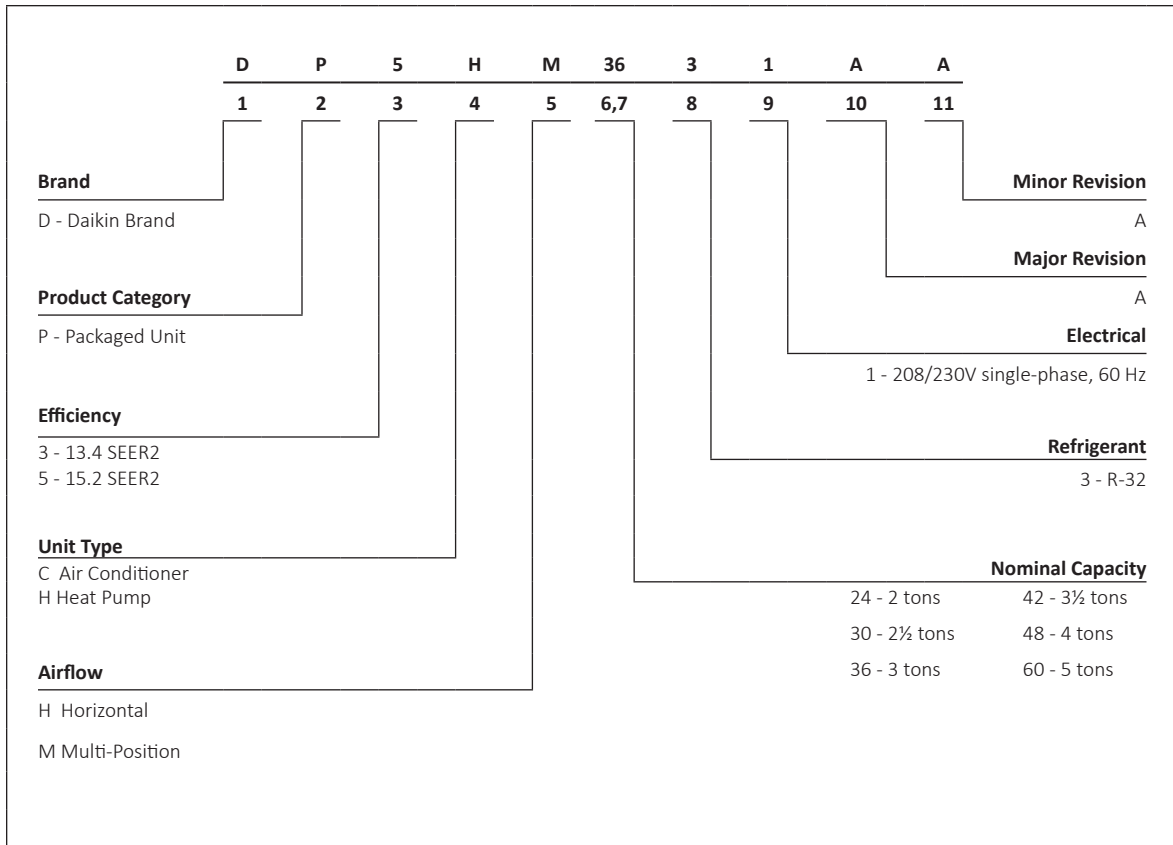 D P 5 H M 36 3 1 A A
1 2 3 4 5 6,7 8 9 10 11
Brand
D - Daikin Brand
Product Category
P - Packaged Unit
Efficiency
3 - 13.4 SEER2
5 - 15.2 SEER2
Unit Type
C Air Conditioner
H Heat Pump
Airflow
H Horizontal
M Multi-Position
Minor Revision
A
Major Revision
A
Electrical
1 - 208/230V single-phase, 60 Hz
Refrigerant
3 - R-32
Nominal Capacity
24 - 2 tons 42 - 3½ tons
30 - 2½ tons 48 - 4 tons
36 - 3 tons 60 - 5 tons